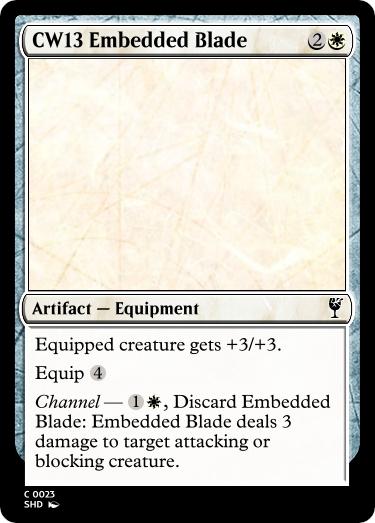 CW13 Embedded Blade 2
Artifact — Equipment
Equipped creature gets +3/+3.
Equip 4
Channel — 1 , Discard Embedded
Blade: Embedded Blade deals 3
damage to target attacking or
blocking creature.
C 0023
SHD